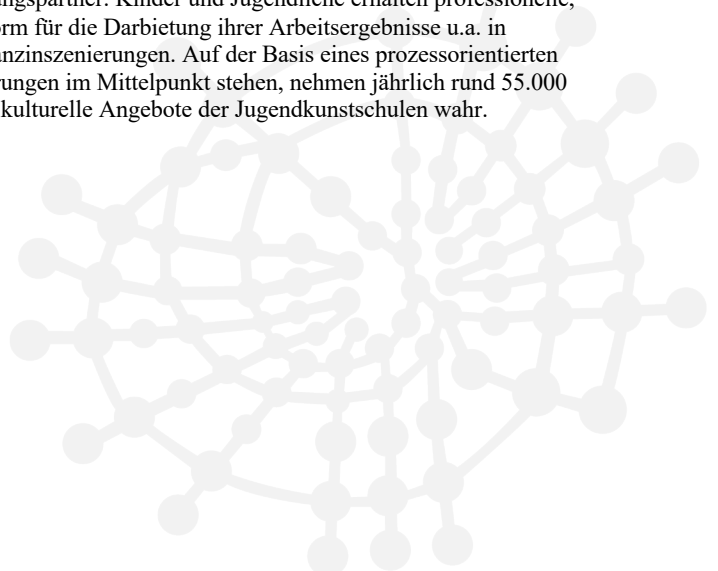 ungspartner. Kinder und Jugendliche erhalten professionelle,
orm für die Darbietung ihrer Arbeitsergebnisse u.a. in
anzinszenierungen. Auf der Basis eines prozessorientierten
rungen im Mittelpunkt stehen, nehmen jährlich rund 55.000
kulturelle Angebote der Jugendkunstschulen wahr.